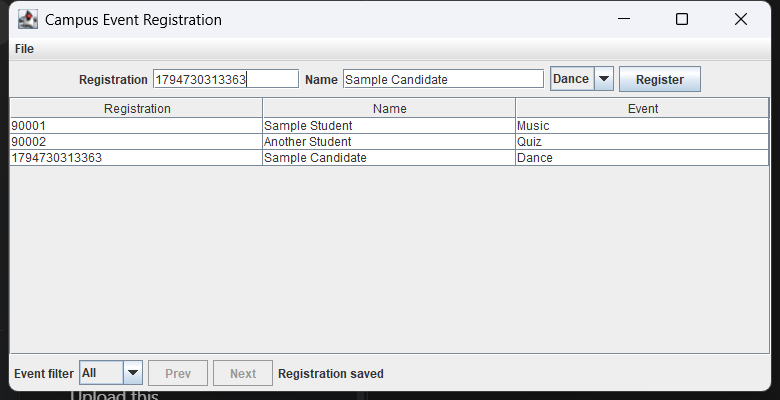 Campus Event Registration
File
Registration 1794730313363 Name Sample Candidate Dance Register
Registration Name Event
90001 Sample Student Music
90002 Another Student Quiz
1794730313363 Sample Candidate Dance
Event filter All Prev Next Registration saved
Upload this